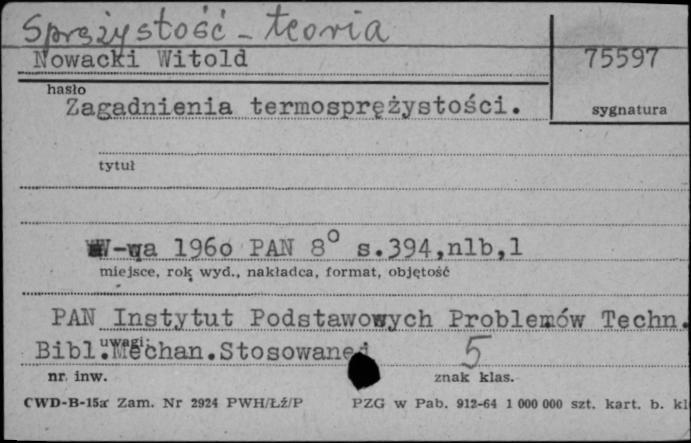 Sprężystość - teoria
Nowacki Witold
75597
hasło
Zagadnienia termosprężystości.
sygnatura
tytuł
W-wa 1960 PAN 8° s.394,nlb,1
miejsce, rok wyd., nakładca, format, objętość
PAN Instytut Podstawowych Problemów Techn.
uwagi:
Bibl.Mechan.Stosowanej 5
nr. inw. znak klas.
CWD-B-15a Zam. Nr 2924 PWH/Łź/P PZG w Pab. 912-64 1 000 000 szt. kart. b. kl